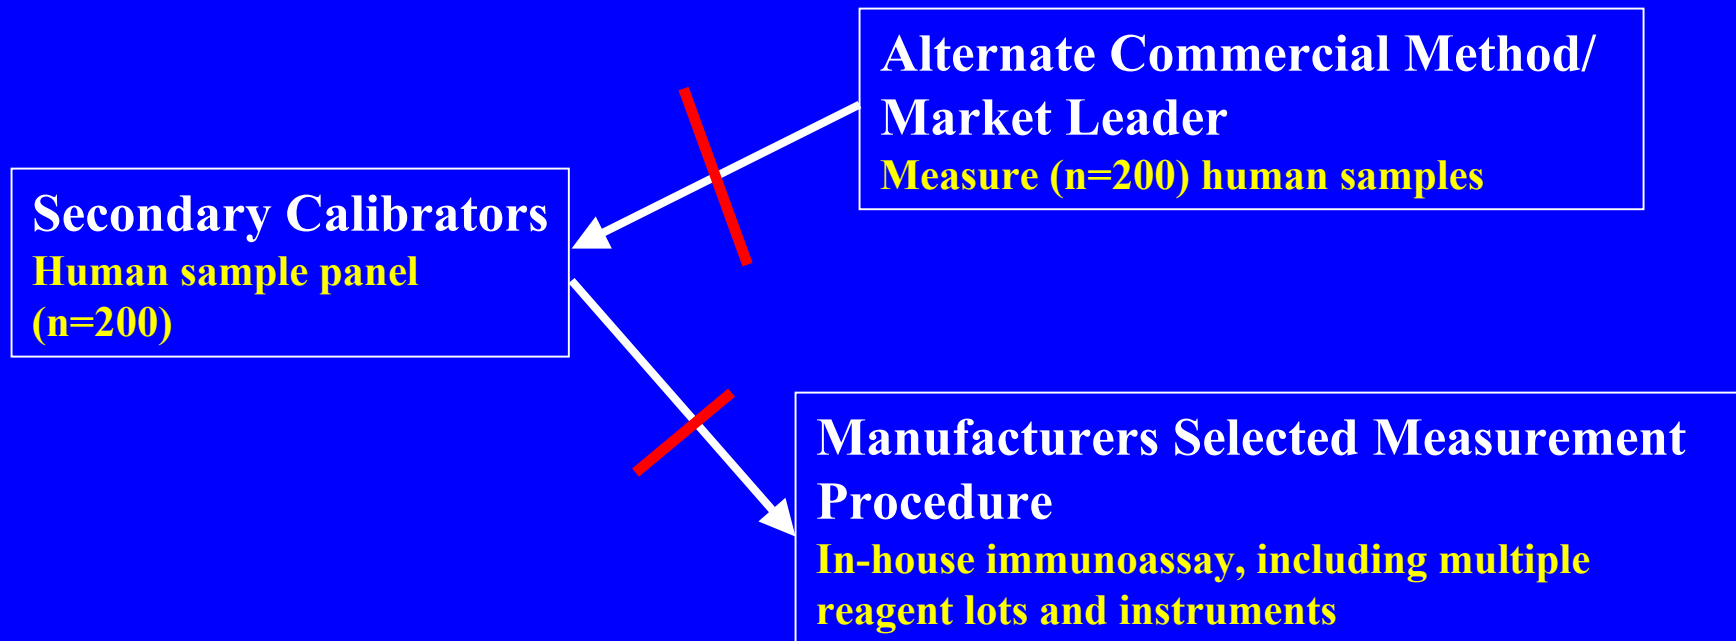 Alternate Commercial Method/
Market Leader
Measure (n=200) human samples
Secondary Calibrators
Human sample panel
(n=200)
Manufacturers Selected Measurement
Procedure
In-house immunoassay, including multiple
reagent lots and instruments